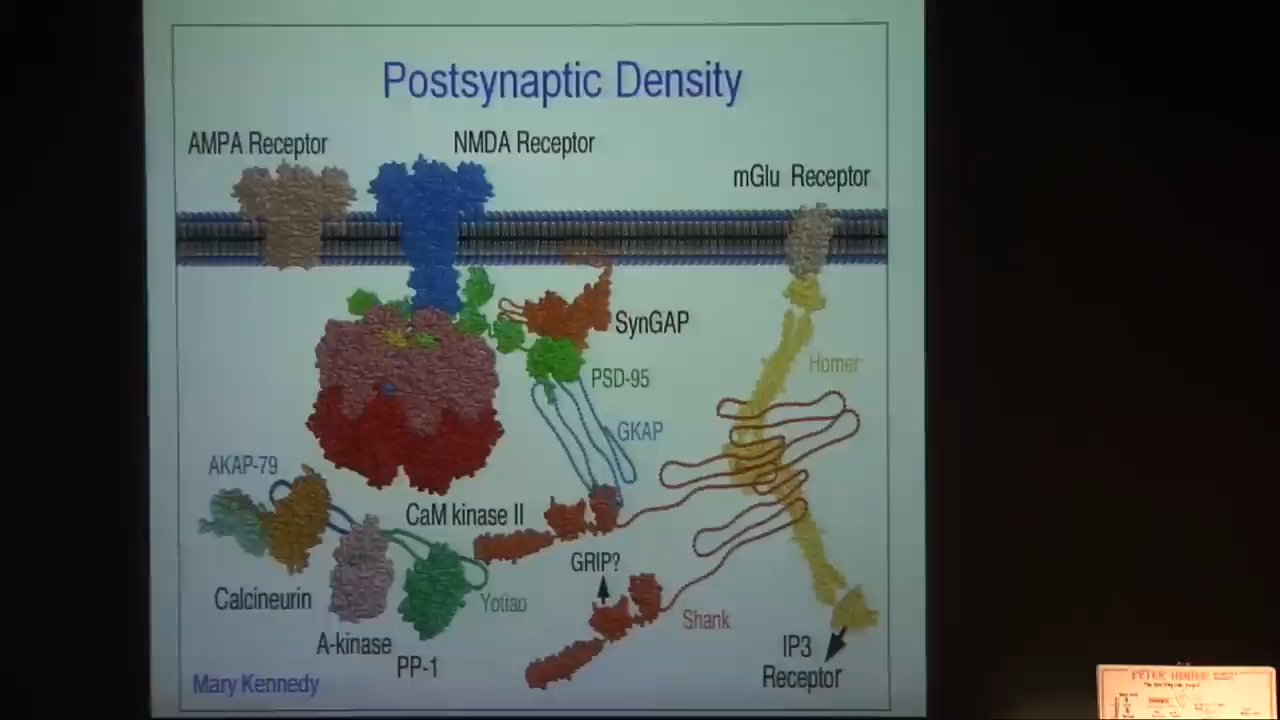 Postsynaptic Density
AMPA Receptor
NMDA Receptor
mGlu Receptor
SynGAP
Homer
PSD-95
GKAP
AKAP-79
CaM kinase II
GRIP?
Calcineurin
Yotiao
Shank
A-kinase
IP3
Receptor
PP-1
Mary Kennedy